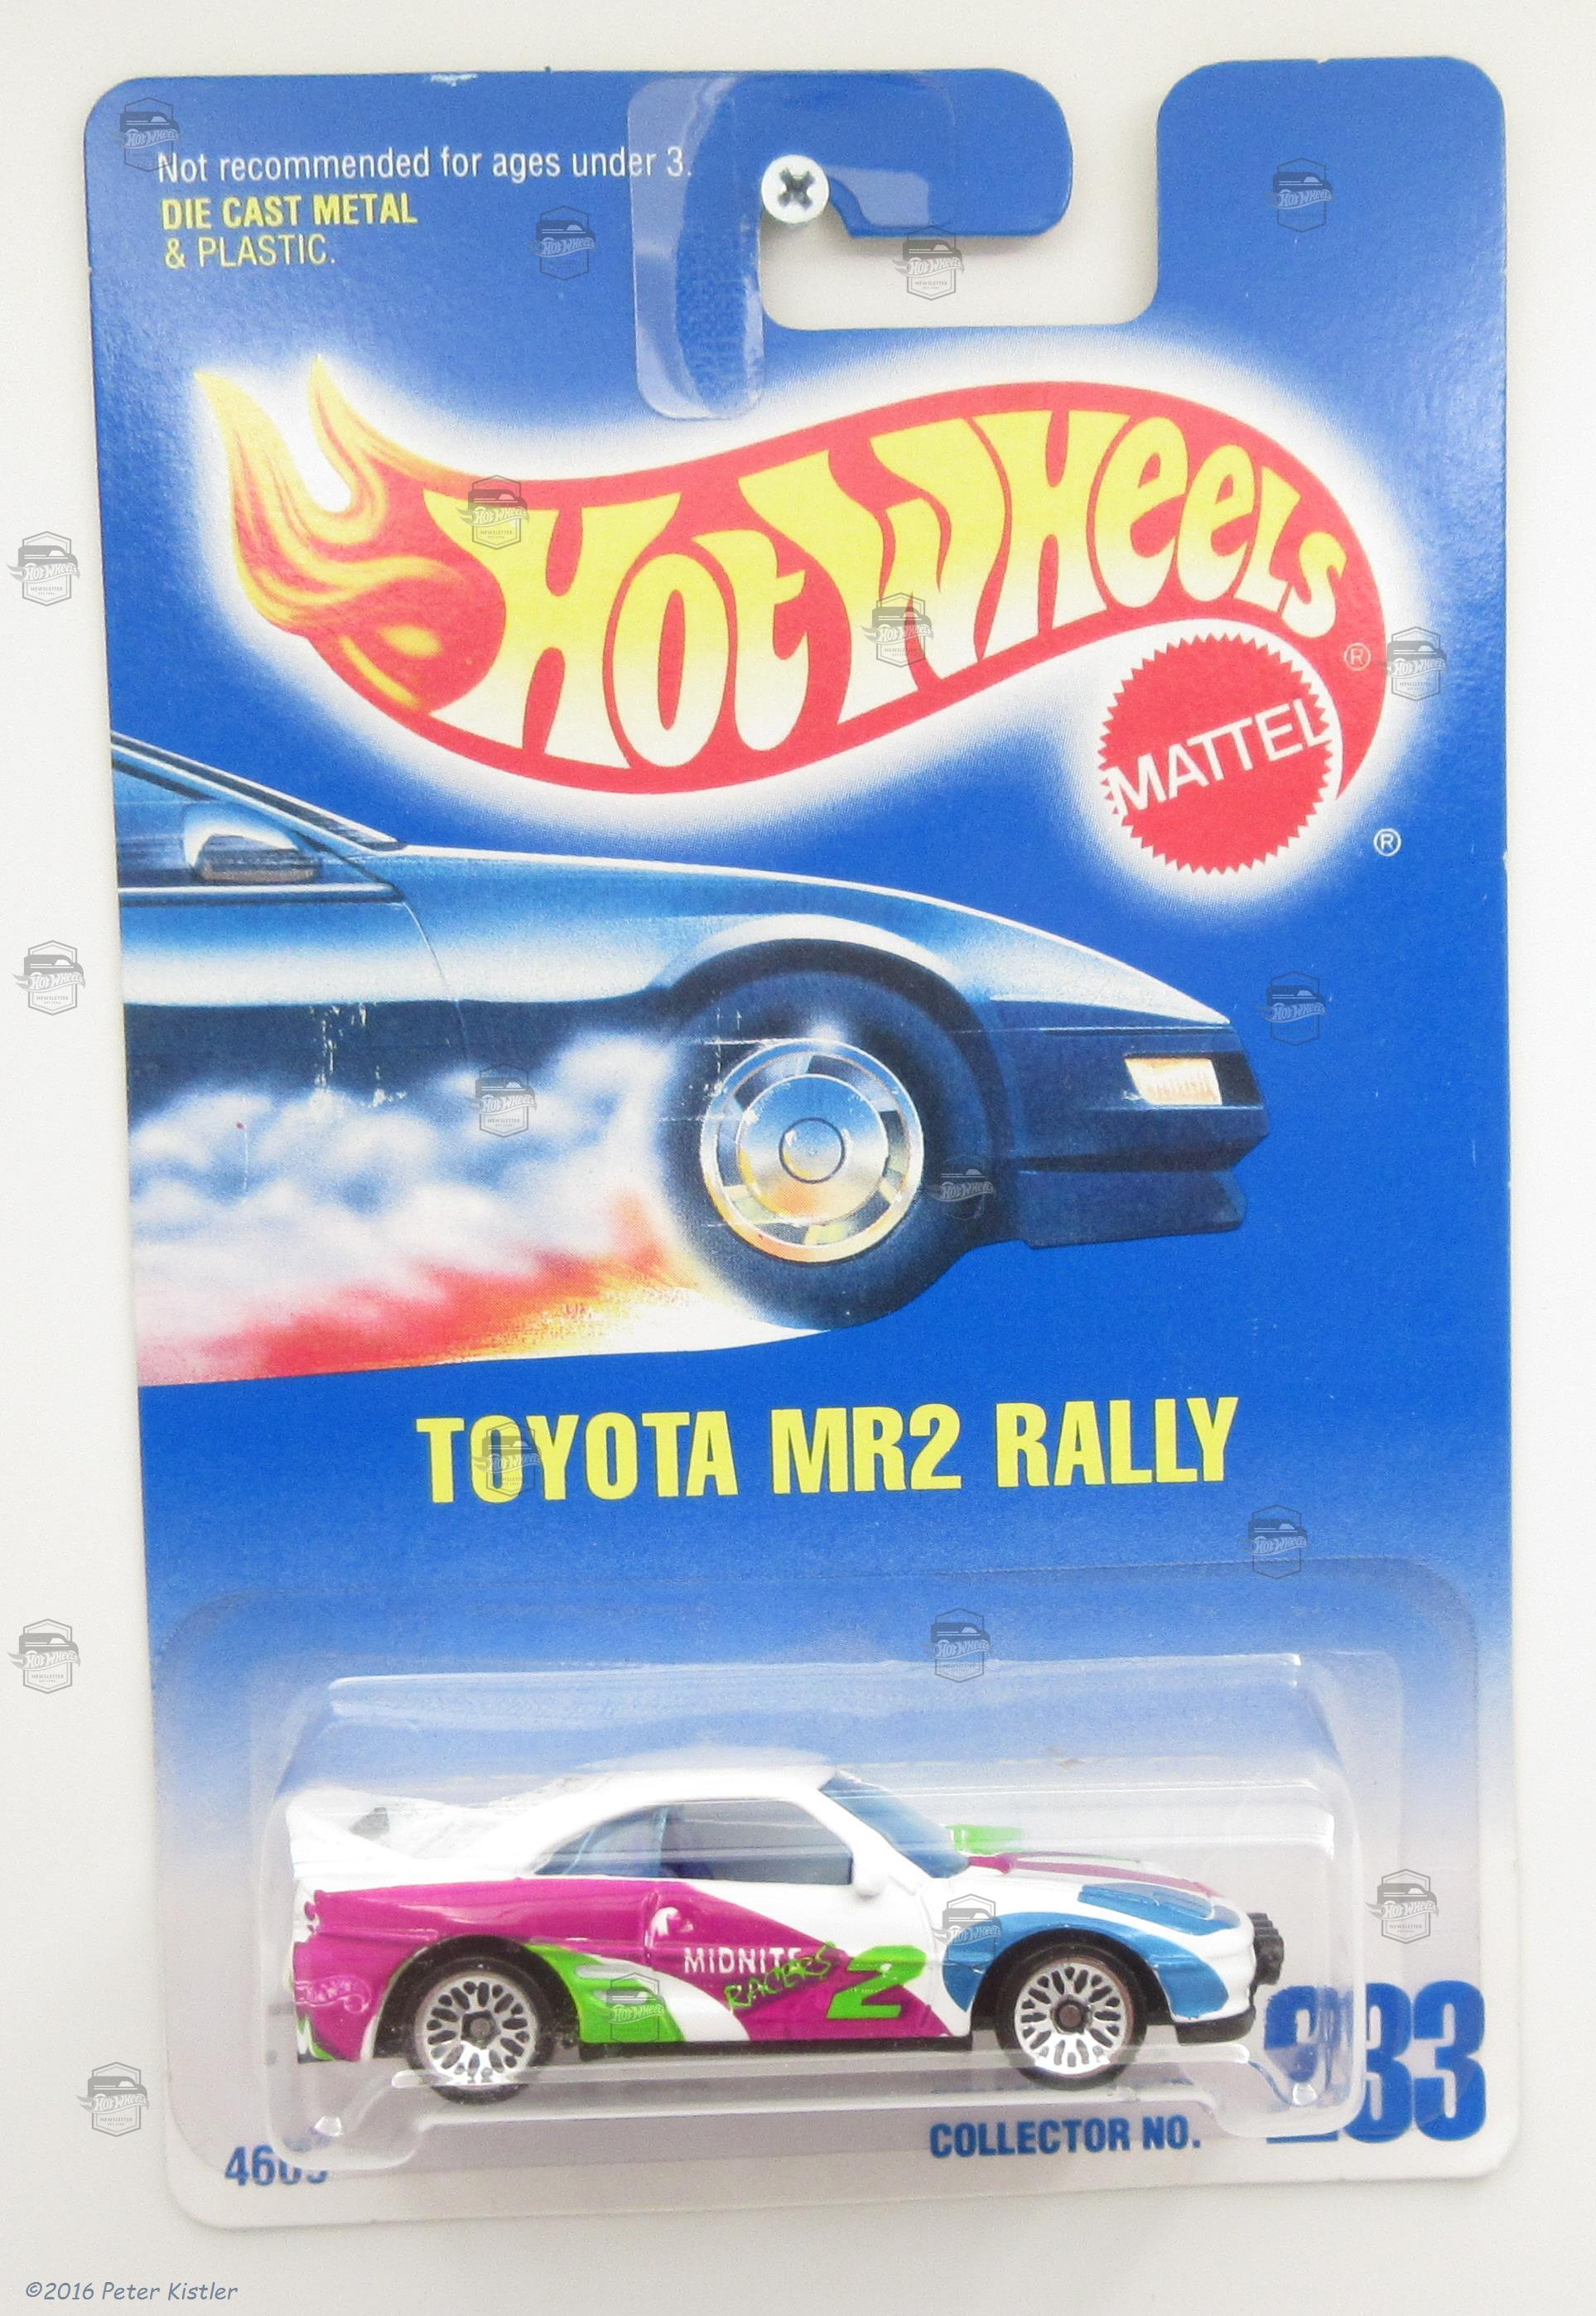 Not recommended for ages under 3.
DIE CAST METAL
& PLASTIC.
Hot Wheels ®
MATTEL
®
TOYOTA MR2 RALLY
MIDNITE
RACERS
2
COLLECTOR NO. 233
©2016 Peter Kistler